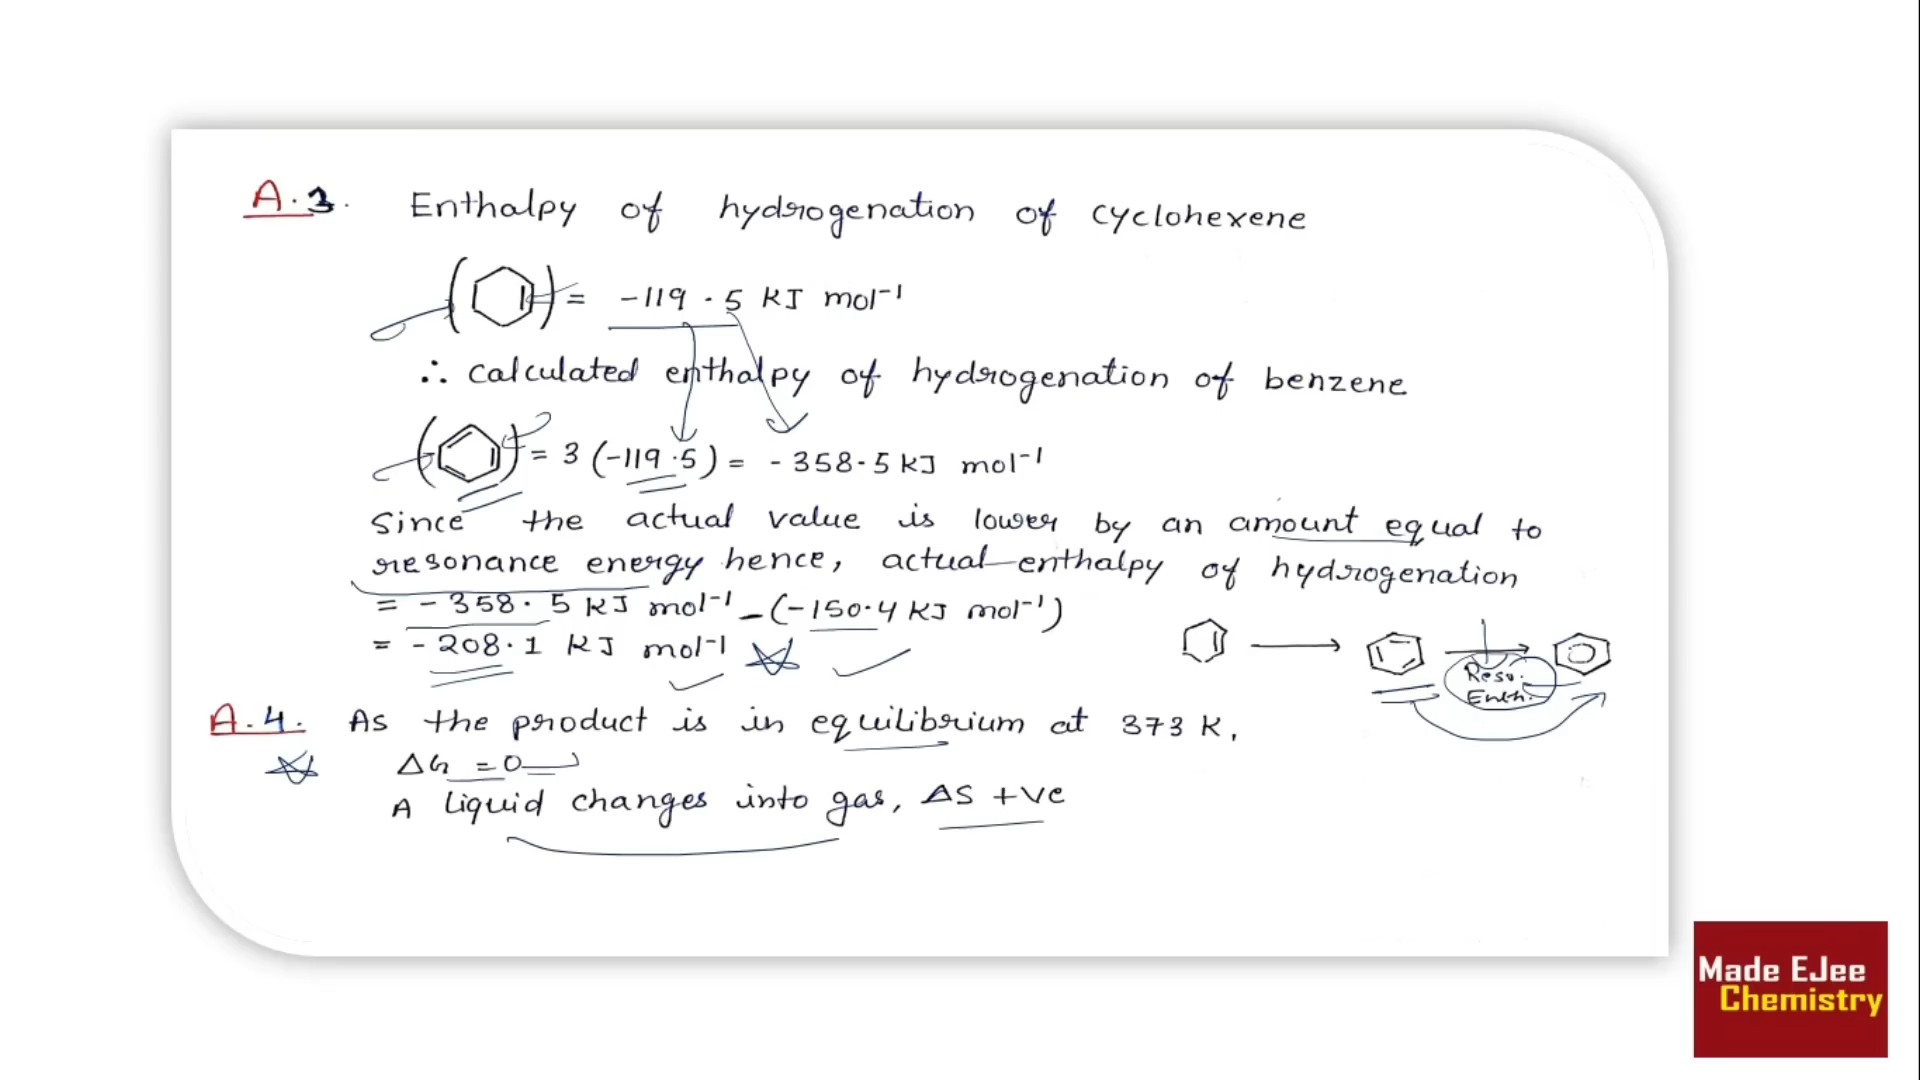 A.3. Enthalpy of hydrogenation of cyclohexene
( ) = -119.5 KJ mol⁻¹
∴ calculated enthalpy of hydrogenation of benzene
( ) = 3 (-119.5) = -358.5 KJ mol⁻¹
Since the actual value is lower by an amount equal to
resonance energy hence, actual enthalpy of hydrogenation
= -358.5 KJ mol⁻¹ - (-150.4 KJ mol⁻¹)
= -208.1 KJ mol⁻¹
Reso.
Enth.
A.4. As the product is in equilibrium at 373 K,
ΔG = 0
A liquid changes into gas, ΔS +ve
Made EJee
Chemistry